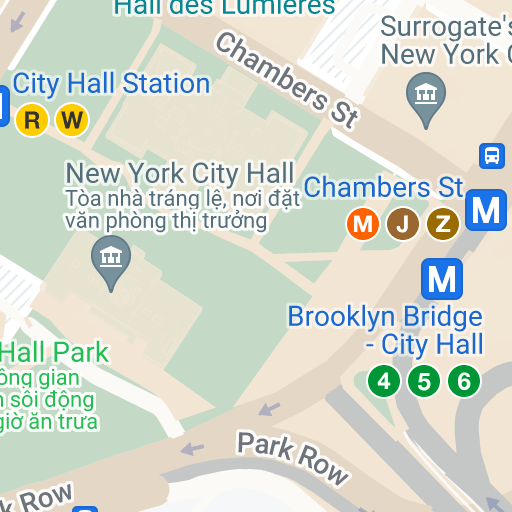 Hall des Lumières
Surrogate's
New York C
Chambers St
City Hall Station
R W
New York City Hall
Tòa nhà tráng lệ, nơi đặt
văn phòng thị trưởng
Chambers St
M
M J Z
M
Brooklyn Bridge
- City Hall
4 5 6
Hall Park
ông gian
n sôi động
giờ ăn trưa
Park Row
k Row